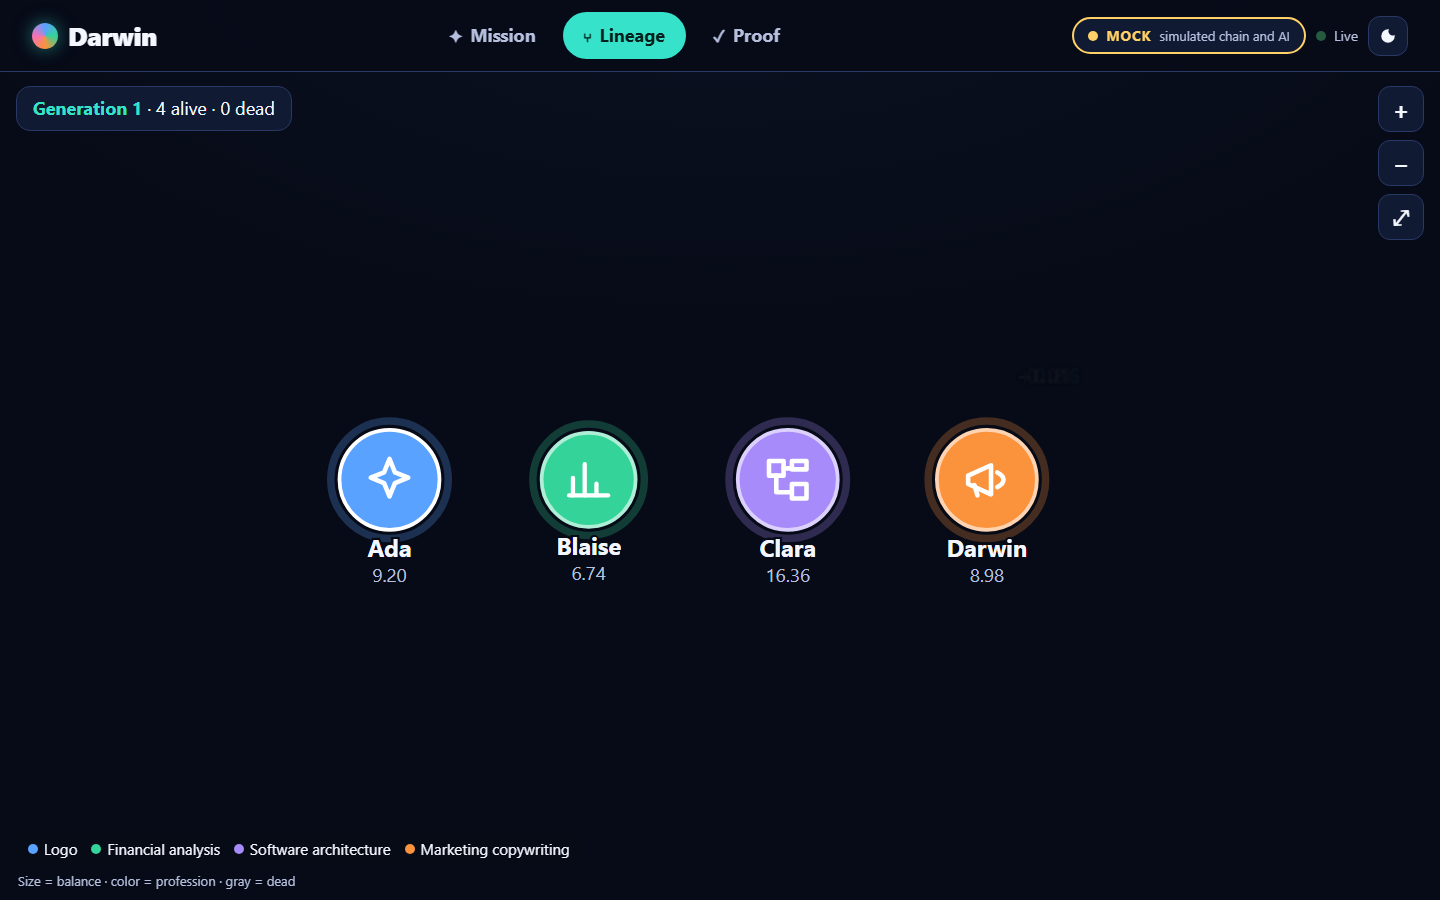 Darwin
Mission
Lineage
Proof
MOCK simulated chain and AI
Live
Generation 1 · 4 alive · 0 dead
Ada
9.20
Blaise
6.74
Clara
16.36
Darwin
8.98
Logo
Financial analysis
Software architecture
Marketing copywriting
Size = balance · color = profession · gray = dead